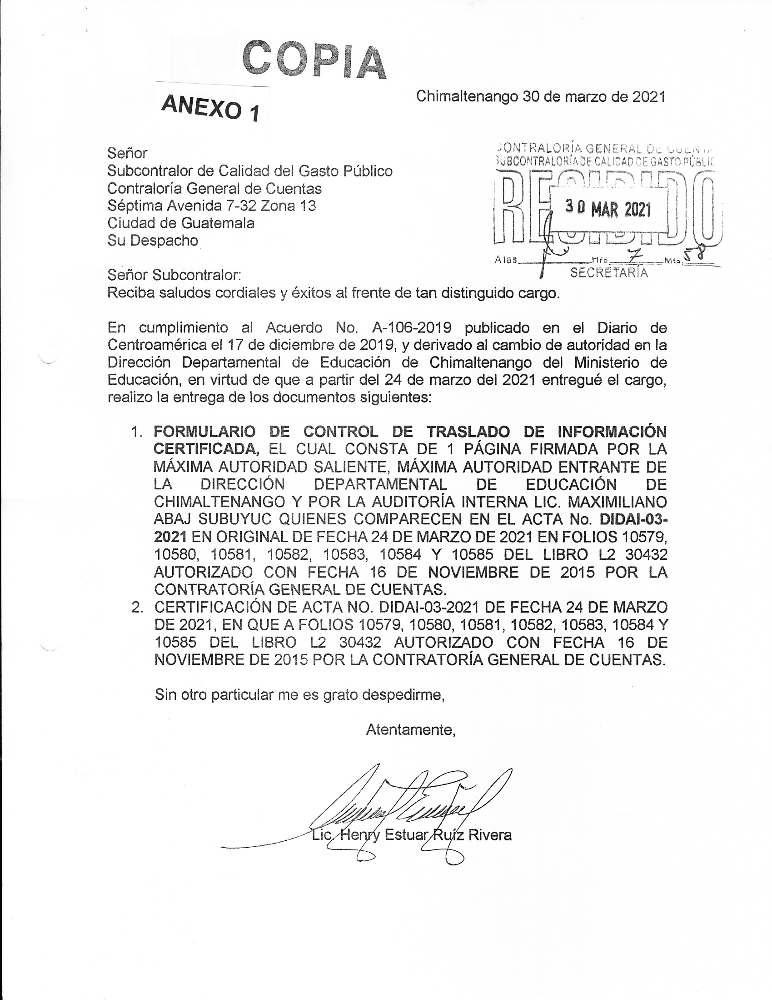 COPIA
ANEXO 1
Chimaltenango 30 de marzo de 2021
CONTRALORÍA GENERAL DE CUENTA
SUBCONTRALORÍA DE CALIDAD DE GASTO PÚBLIC
RECIBIDO
30 MAR 2021
A las Hrs 7 Mts. 58
SECRETARÍA
Señor
Subcontralor de Calidad del Gasto Público
Contraloría General de Cuentas
Séptima Avenida 7-32 Zona 13
Ciudad de Guatemala
Su Despacho
Señor Subcontralor:
Reciba saludos cordiales y éxitos al frente de tan distinguido cargo.
En cumplimiento al Acuerdo No. A-106-2019 publicado en el Diario de
Centroamérica el 17 de diciembre de 2019, y derivado al cambio de autoridad en la
Dirección Departamental de Educación de Chimaltenango del Ministerio de
Educación, en virtud de que a partir del 24 de marzo del 2021 entregué el cargo,
realizo la entrega de los documentos siguientes:
1. FORMULARIO DE CONTROL DE TRASLADO DE INFORMACIÓN
CERTIFICADA, EL CUAL CONSTA DE 1 PÁGINA FIRMADA POR LA
MÁXIMA AUTORIDAD SALIENTE, MÁXIMA AUTORIDAD ENTRANTE DE
LA DIRECCIÓN DEPARTAMENTAL DE EDUCACIÓN DE
CHIMALTENANGO Y POR LA AUDITORÍA INTERNA LIC. MAXIMILIANO
ABAJ SUBUYUC QUIENES COMPARECEN EN EL ACTA No. DIDAI-03-
2021 EN ORIGINAL DE FECHA 24 DE MARZO DE 2021 EN FOLIOS 10579,
10580, 10581, 10582, 10583, 10584 Y 10585 DEL LIBRO L2 30432
AUTORIZADO CON FECHA 16 DE NOVIEMBRE DE 2015 POR LA
CONTRATORÍA GENERAL DE CUENTAS.
2. CERTIFICACIÓN DE ACTA NO. DIDAI-03-2021 DE FECHA 24 DE MARZO
DE 2021, EN QUE A FOLIOS 10579, 10580, 10581, 10582, 10583, 10584 Y
10585 DEL LIBRO L2 30432 AUTORIZADO CON FECHA 16 DE
NOVIEMBRE DE 2015 POR LA CONTRATORÍA GENERAL DE CUENTAS.
Sin otro particular me es grato despedirme,
Atentamente,
Lic. Henry Estuar Ruíz Rivera